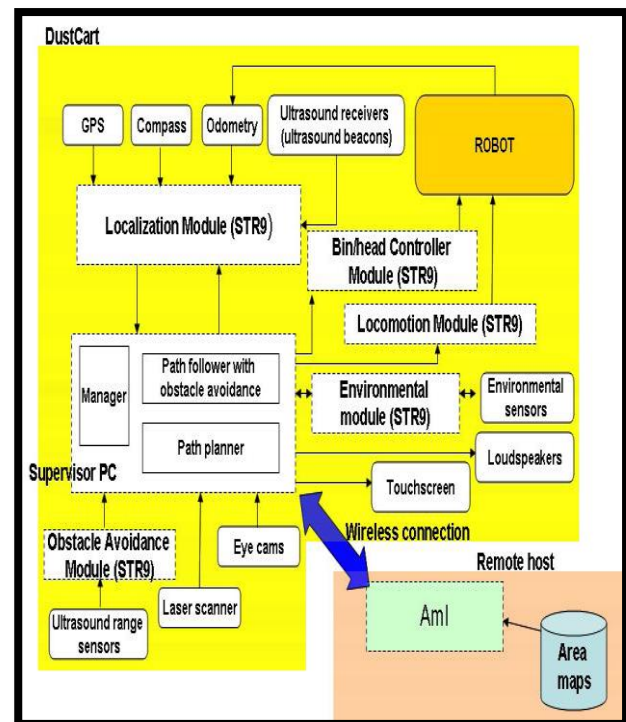 DustCart
GPS
Compass
Odometry
Ultrasound receivers
(ultrasound beacons)
ROBOT
Localization Module (STR9)
Bin/head Controller
Module (STR9)
Locomotion Module (STR9)
Manager
Path follower with
obstacle avoidance
Path planner
Supervisor PC
Environmental
module (STR9)
Environmental
sensors
Loudspeakers
Touchscreen
Wireless connection
Obstacle Avoidance
Module (STR9)
Eye cams
Laser scanner
Ultrasound range
sensors
Remote host
AmI
Area
maps